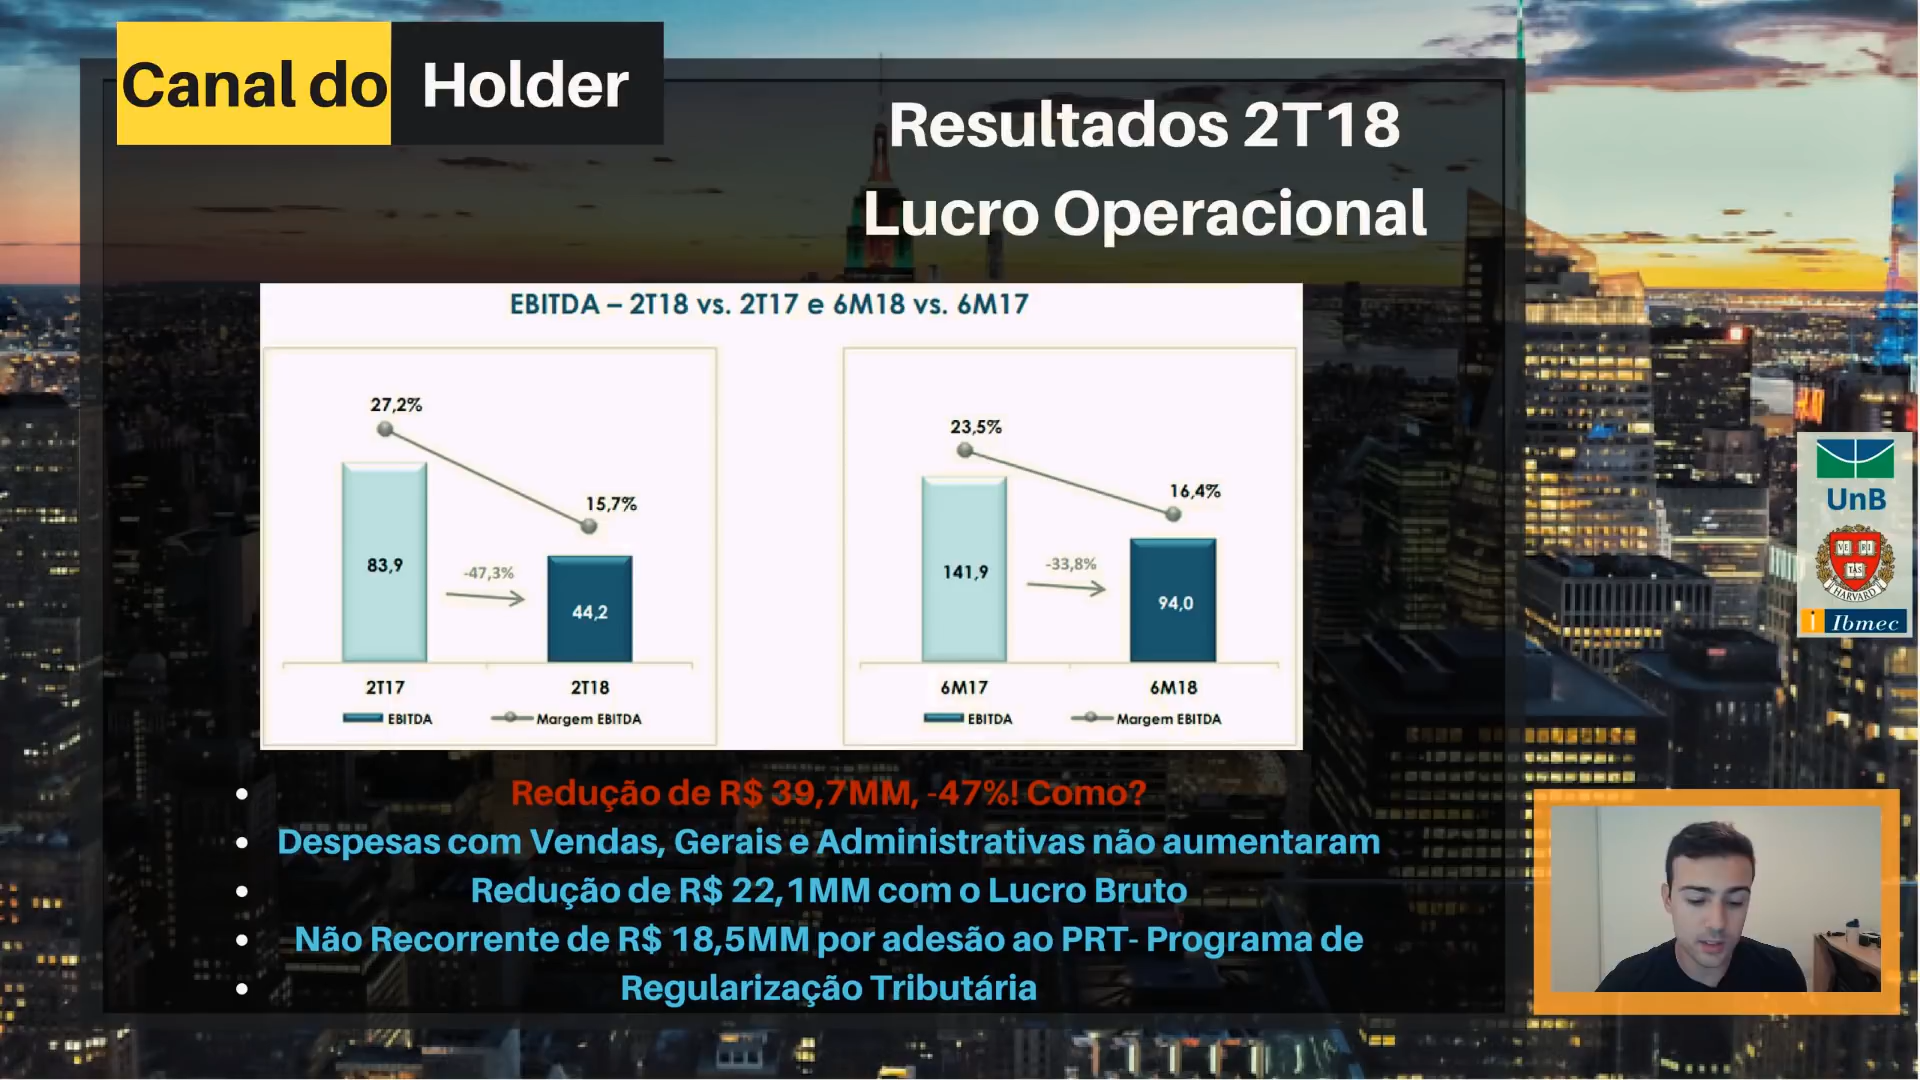 Canal do Holder
Resultados 2T18
Lucro Operacional
EBITDA – 2T18 vs. 2T17 e 6M18 vs. 6M17
27,2%
15,7%
83,9
-47,3%
44,2
2T17
2T18
EBITDA
Margem EBITDA
23,5%
16,4%
141,9
-33,8%
94,0
6M17
6M18
EBITDA
Margem EBITDA
UnB
VE RI TAS
HARVARD
Ibmec
• Redução de R$ 39,7MM, -47%! Como?
• Despesas com Vendas, Gerais e Administrativas não aumentaram
• Redução de R$ 22,1MM com o Lucro Bruto
• Não Recorrente de R$ 18,5MM por adesão ao PRT- Programa de
• Regularização Tributária